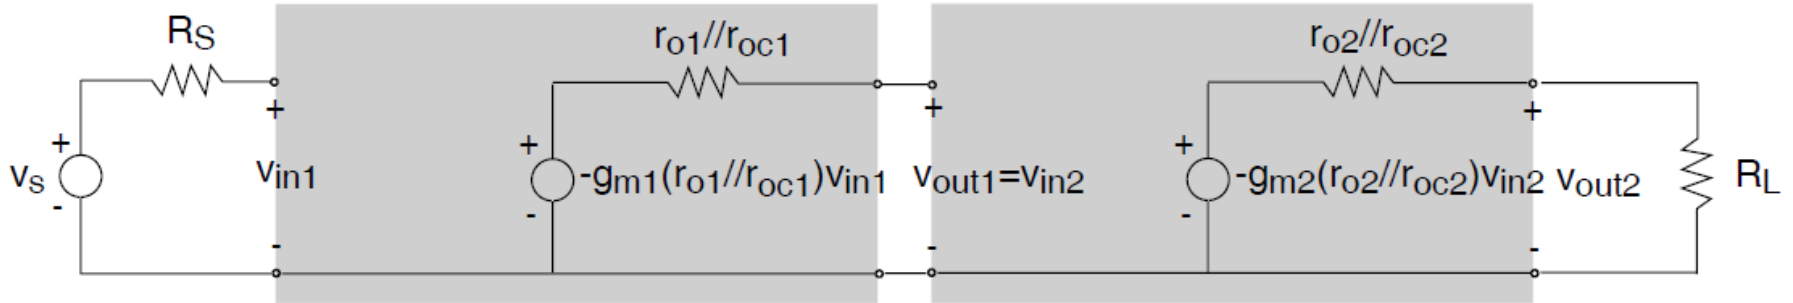 RS
ro1//roc1
ro2//roc2
+
+
+
+
+
+
+
vs
vin1
-gm1(ro1//roc1)vin1
vout1=vin2
-gm2(ro2//roc2)vin2
vout2
RL
-
-
-
-
-
-